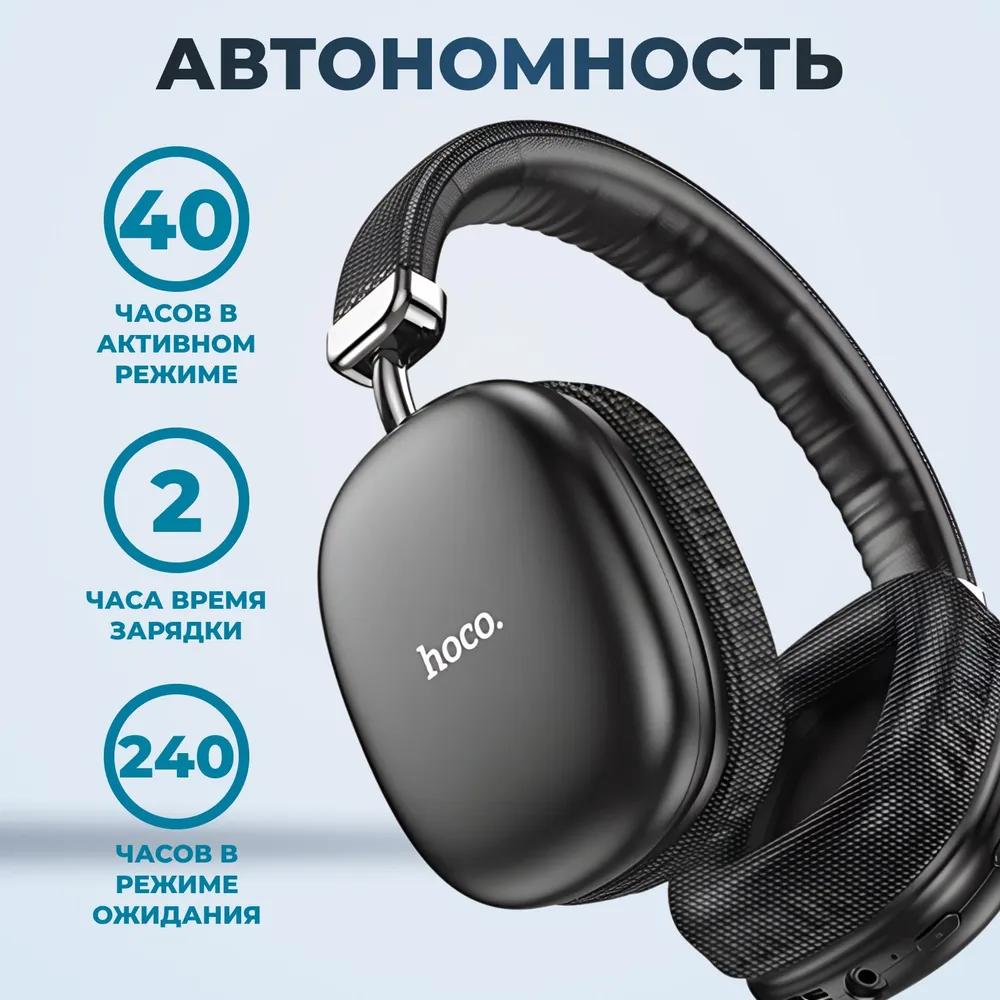 АВТОНОМНОСТЬ
40
ЧАСОВ В
АКТИВНОМ
РЕЖИМЕ
2
ЧАСА ВРЕМЯ
ЗАРЯДКИ
240
ЧАСОВ В
РЕЖИМЕ
ОЖИДАНИЯ
hoco.